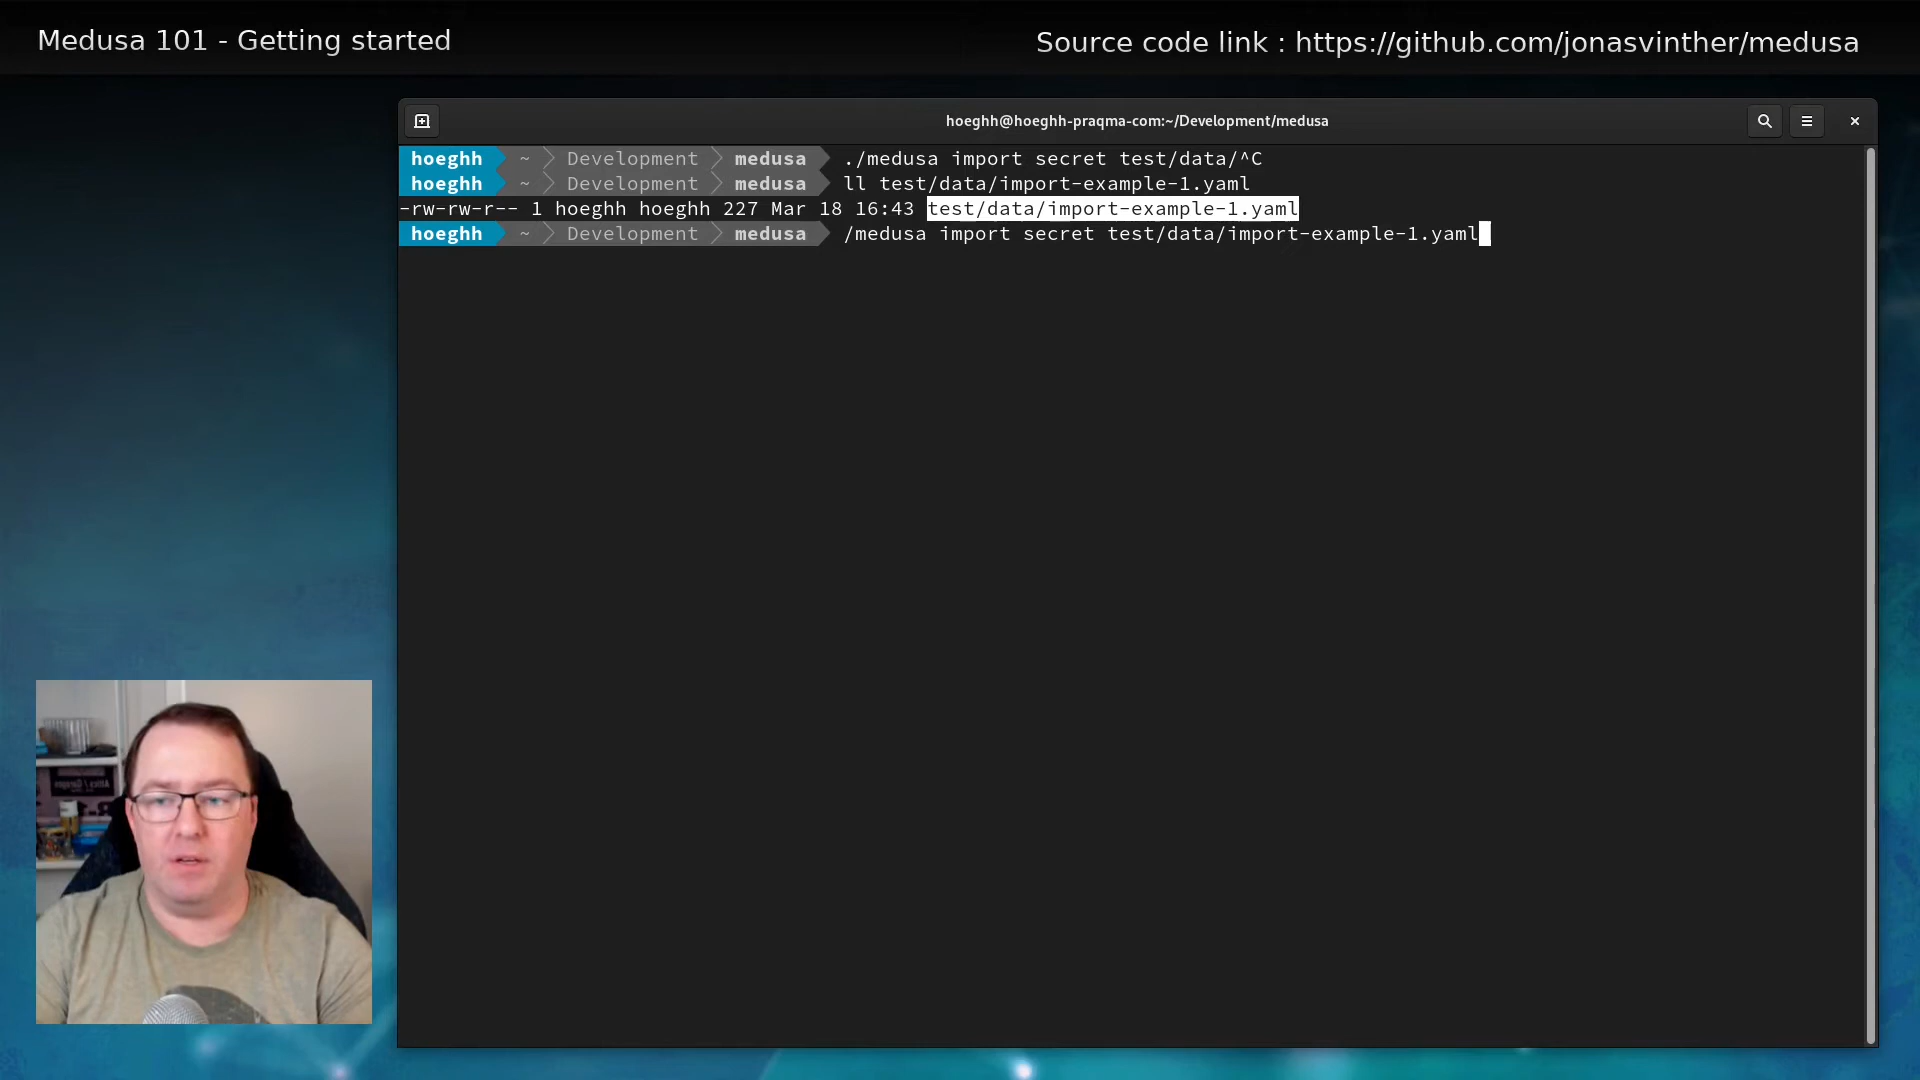 Medusa 101 - Getting started
Source code link : https://github.com/jonasvinther/medusa
hoeghh@hoeghh-praqma-com:~/Development/medusa
hoeghh ~ Development medusa ./medusa import secret test/data/^C
hoeghh ~ Development medusa ll test/data/import-example-1.yaml
-rw-rw-r-- 1 hoeghh hoeghh 227 Mar 18 16:43 test/data/import-example-1.yaml
hoeghh ~ Development medusa /medusa import secret test/data/import-example-1.yaml